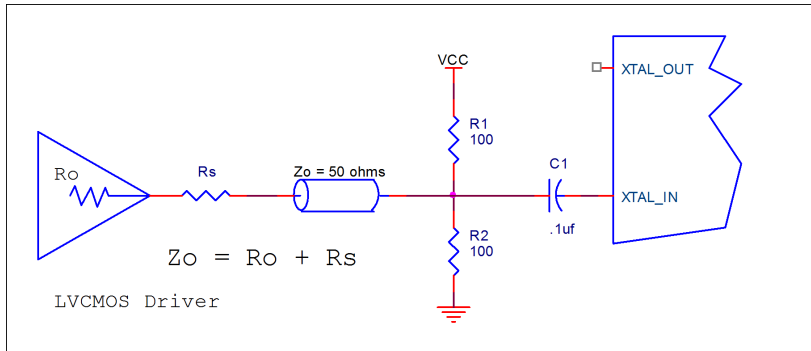 VCC
XTAL_OUT
R1
100
Ro
Rs
Zo = 50 ohms
C1
XTAL_IN
.1uf
R2
100
Zo = Ro + Rs
LVCMOS Driver